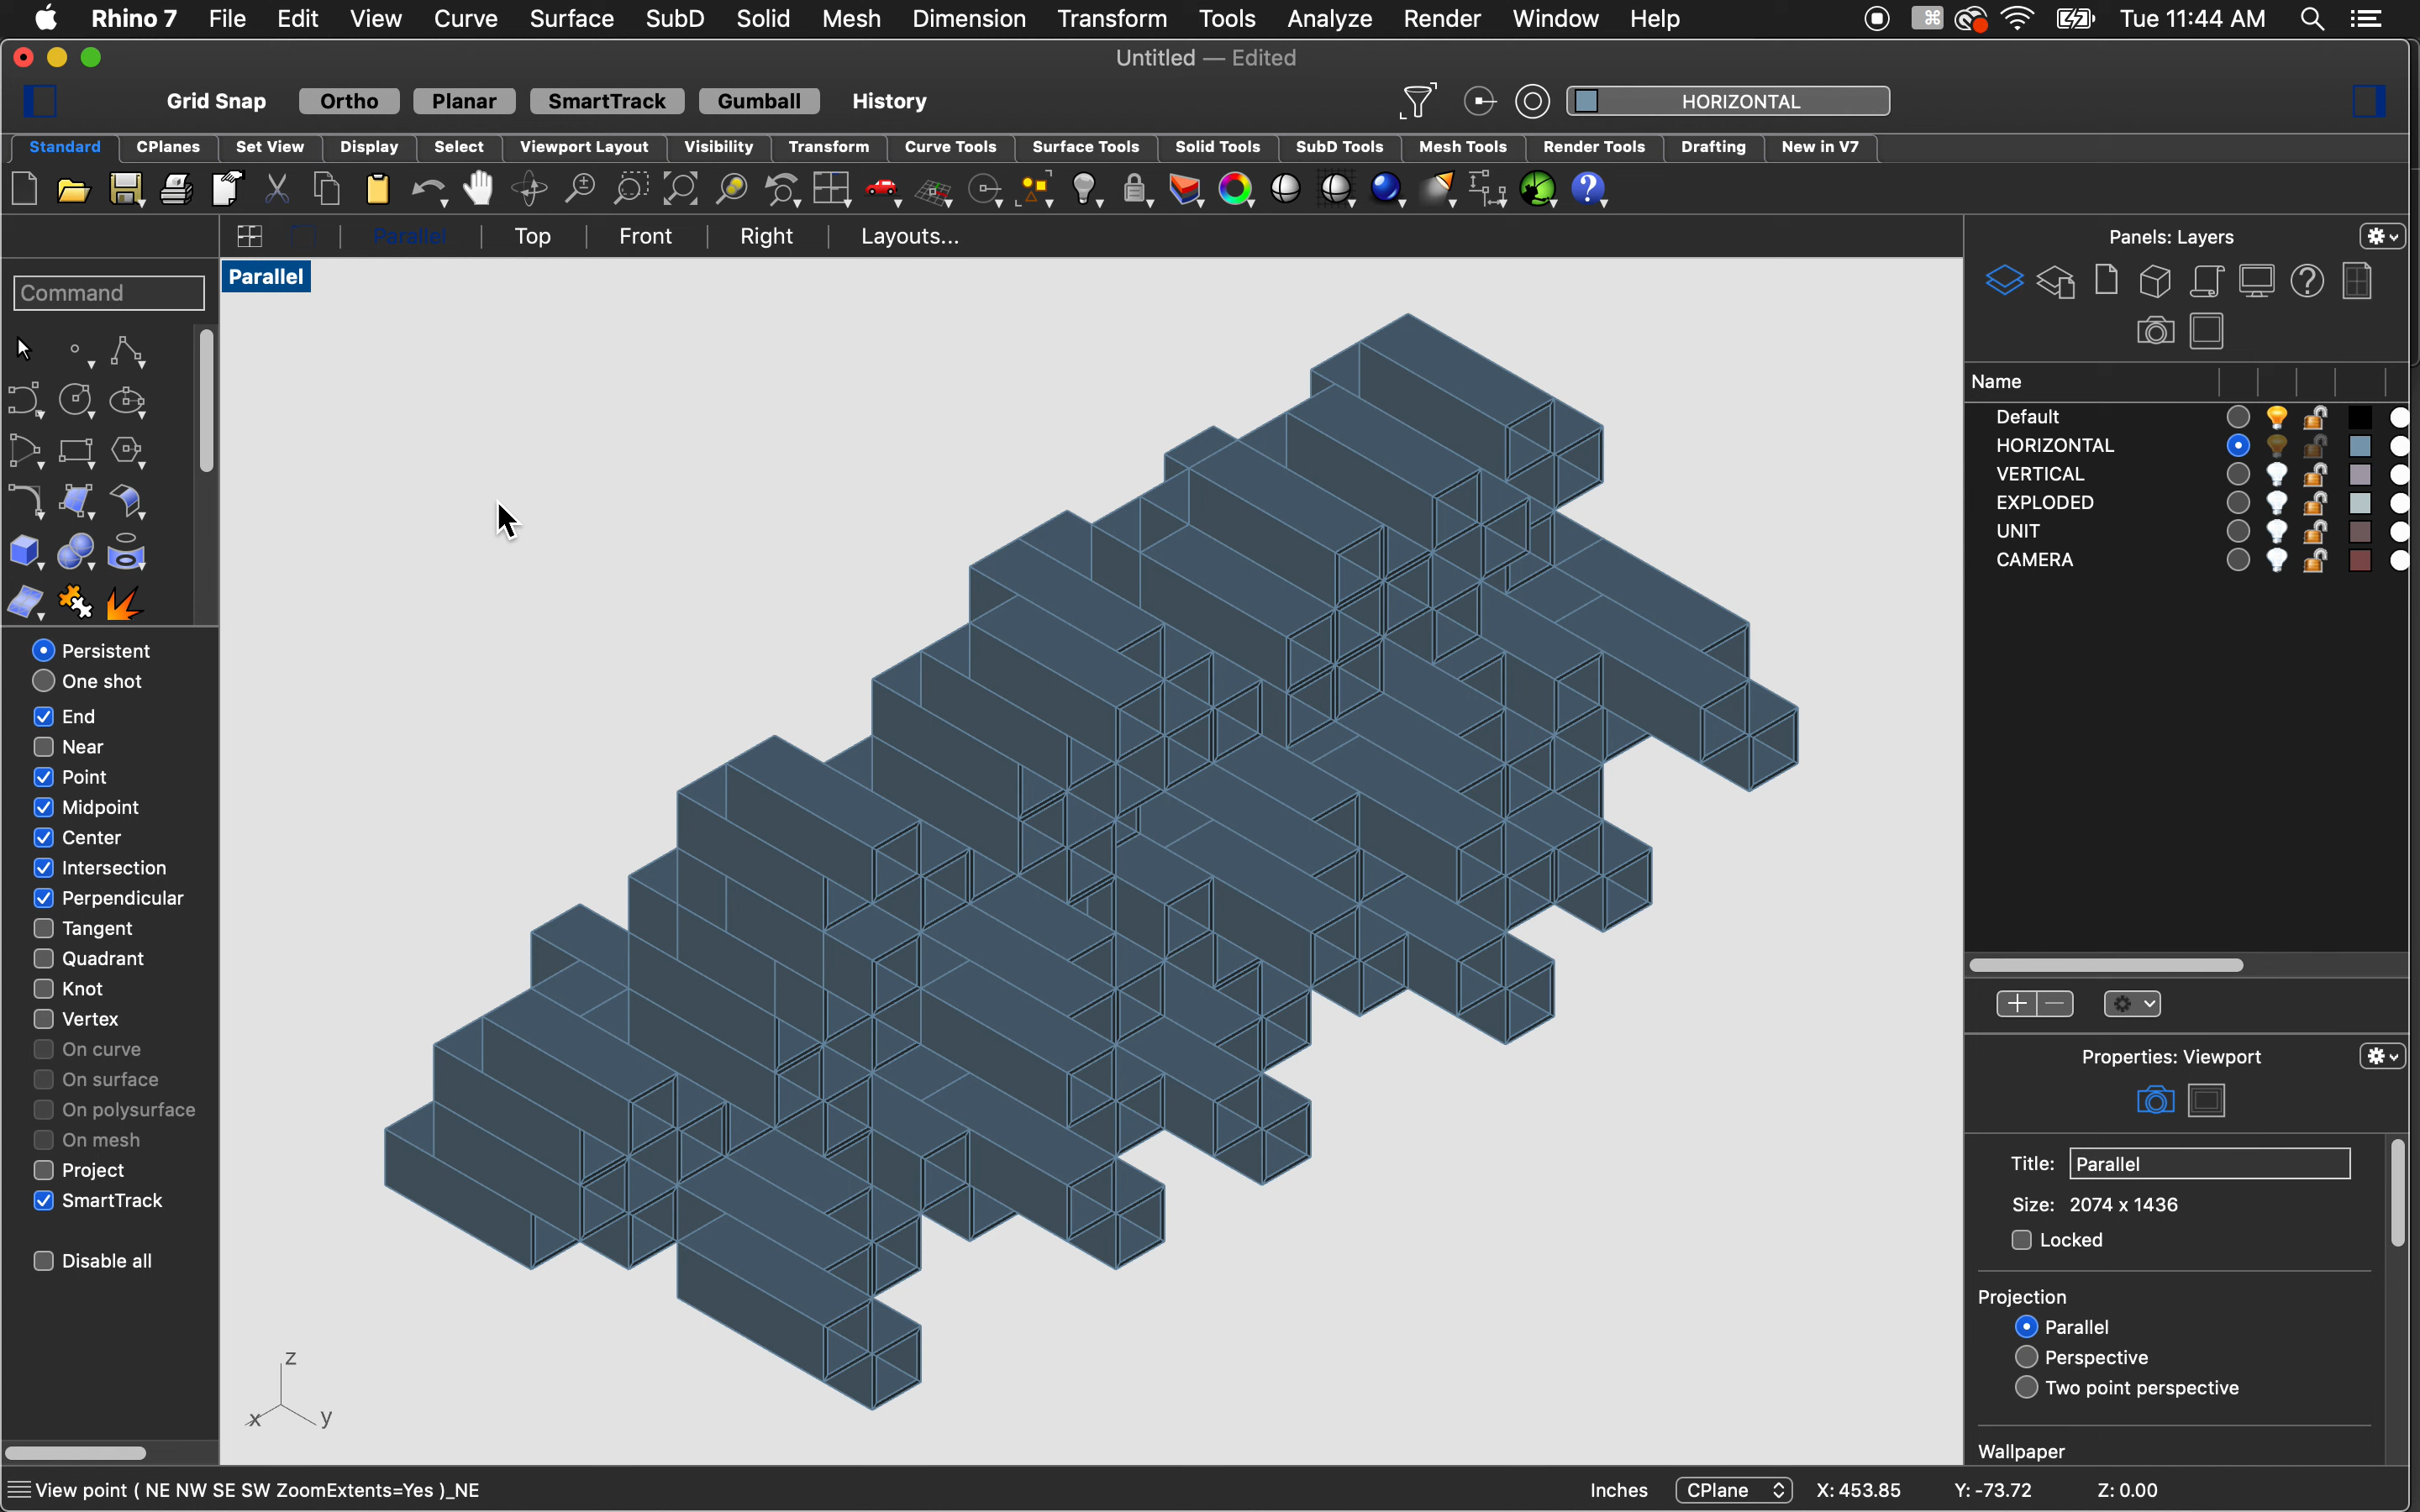 Rhino 7 File Edit View Curve Surface SubD Solid Mesh Dimension Transform Tools Analyze Render Window Help Tue 11:44 AM
Untitled — Edited
Grid Snap Ortho Planar SmartTrack Gumball History HORIZONTAL
Standard CPlanes Set View Display Select Viewport Layout Visibility Transform Curve Tools Surface Tools Solid Tools SubD Tools Mesh Tools Render Tools Drafting New in V7
Parallel Top Front Right Layouts...
Panels: Layers
Parallel
Command
Name
Default
HORIZONTAL
VERTICAL
EXPLODED
UNIT
CAMERA
Persistent
One shot
End
Near
Point
Midpoint
Center
Intersection
Perpendicular
Tangent
Quadrant
Knot
Vertex
On curve
On surface
On polysurface
On mesh
Project
SmartTrack
Disable all
Properties: Viewport
Title: Parallel
Size: 2074 x 1436
Locked
Projection
Parallel
Perspective
Two point perspective
Wallpaper
z
x y
View point ( NE NW SE SW ZoomExtents=Yes )_NE
Inches CPlane X: 453.85 Y: -73.72 Z: 0.00